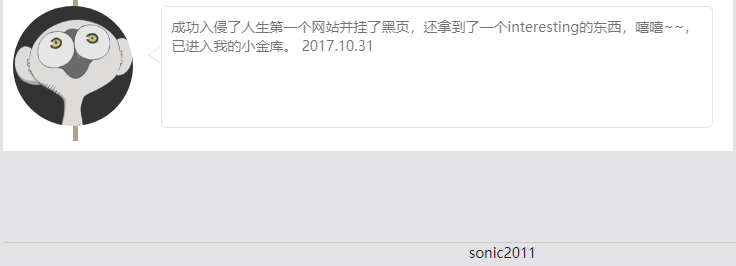 成功入侵了人生第一个网站并挂了黑页，还拿到了一个interesting的东西，嘻嘻~~，
已进入我的小金库。 2017.10.31
sonic2011